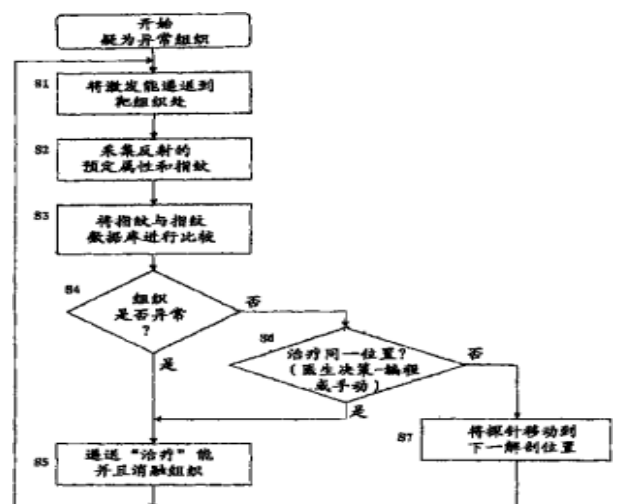 开始
疑为异常组织
S1
将激发能递送到
靶组织处
S2
采集反射的
预定属性和指纹
S3
将指纹与指纹
数据库进行比较
S4
组织
是否异常
?
否
是
S6
治疗同一位置?
(医生决策-编程
或手动)
否
是
S7
将探针移动到
下一解剖位置
S5
递送“治疗”能
并且消融组织